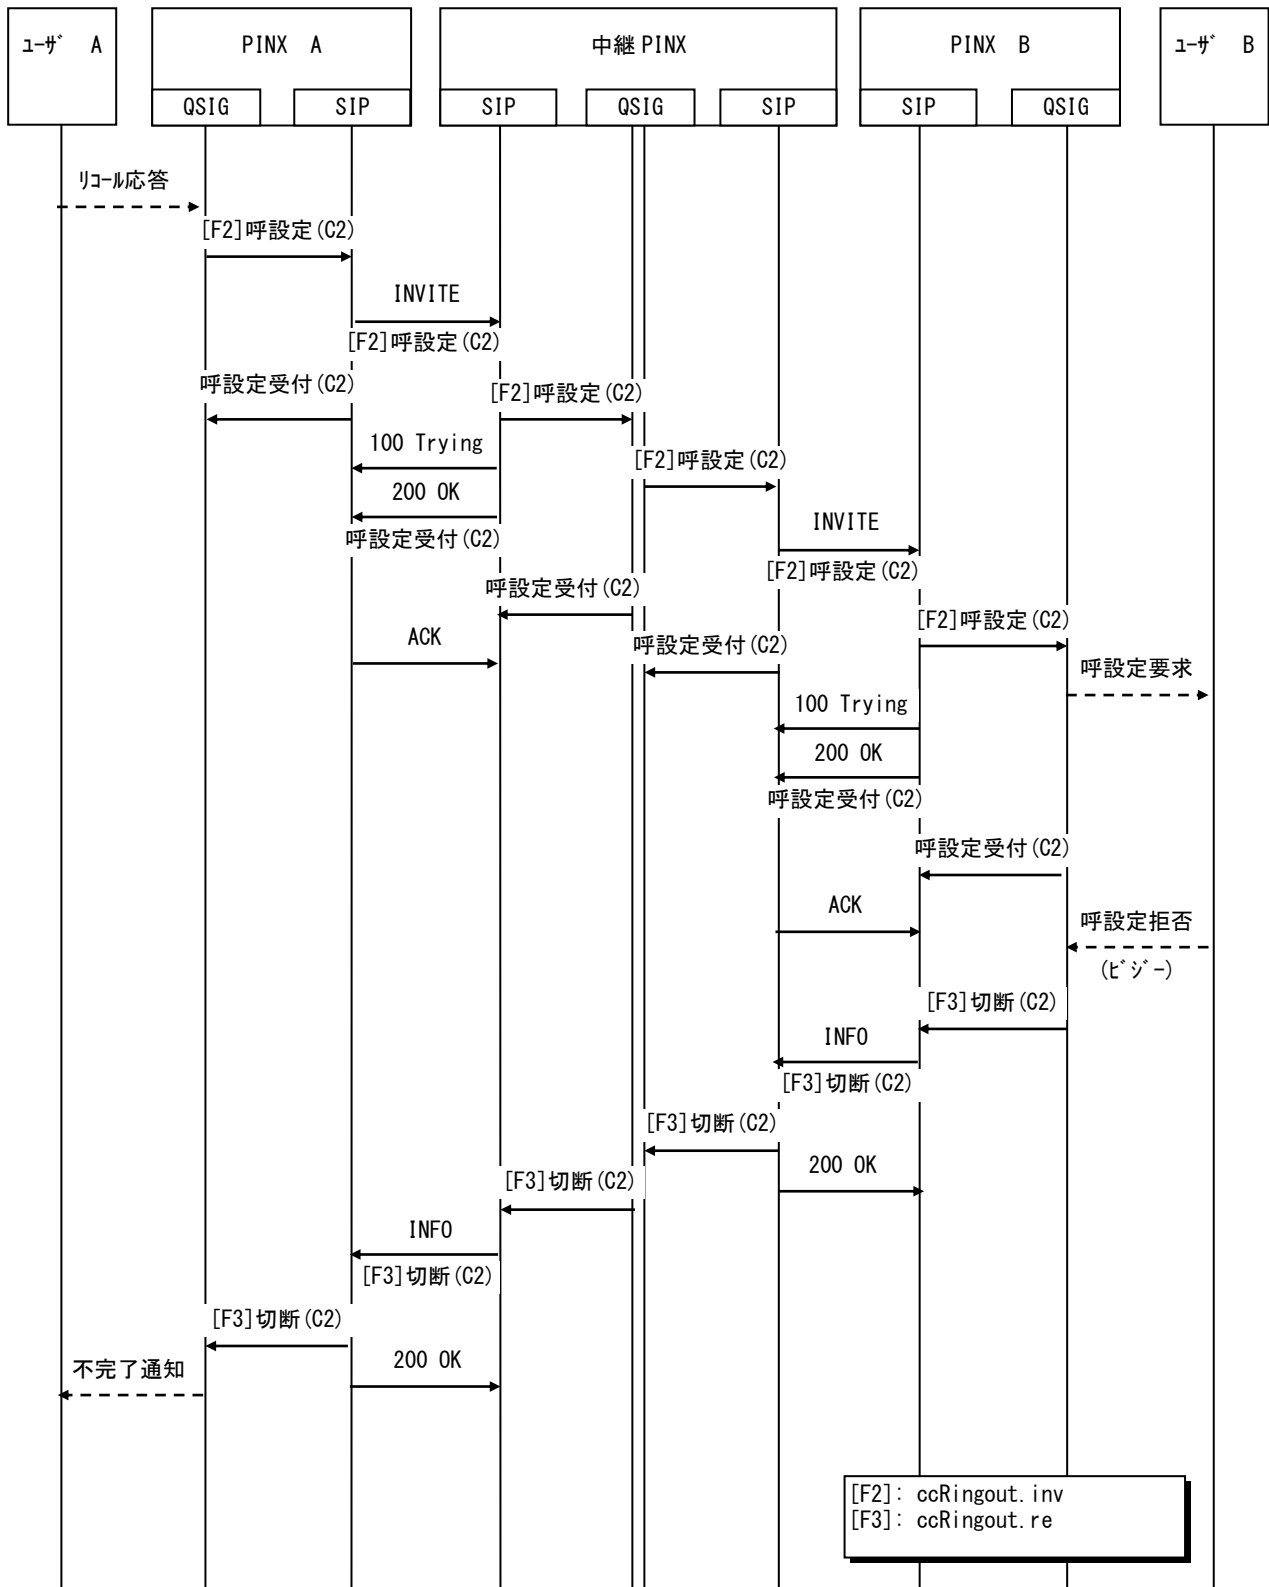 ﾕｰｻﾞ A
PINX A
中継 PINX
PINX B
ﾕｰｻﾞ B
QSIG
SIP
SIP
QSIG
SIP
SIP
QSIG
ﾘｺｰﾙ応答
[F2]呼設定(C2)
INVITE
[F2]呼設定(C2)
呼設定受付(C2)
[F2]呼設定(C2)
100 Trying
[F2]呼設定(C2)
200 OK
呼設定受付(C2)
INVITE
[F2]呼設定(C2)
呼設定受付(C2)
[F2]呼設定(C2)
ACK
呼設定受付(C2)
呼設定要求
100 Trying
200 OK
呼設定受付(C2)
呼設定受付(C2)
ACK
呼設定拒否
(ﾋﾞｼﾞｰ)
[F3]切断(C2)
INFO
[F3]切断(C2)
[F3]切断(C2)
200 OK
[F3]切断(C2)
INFO
[F3]切断(C2)
[F3]切断(C2)
200 OK
不完了通知
[F2]: ccRingout.inv
[F3]: ccRingout.re